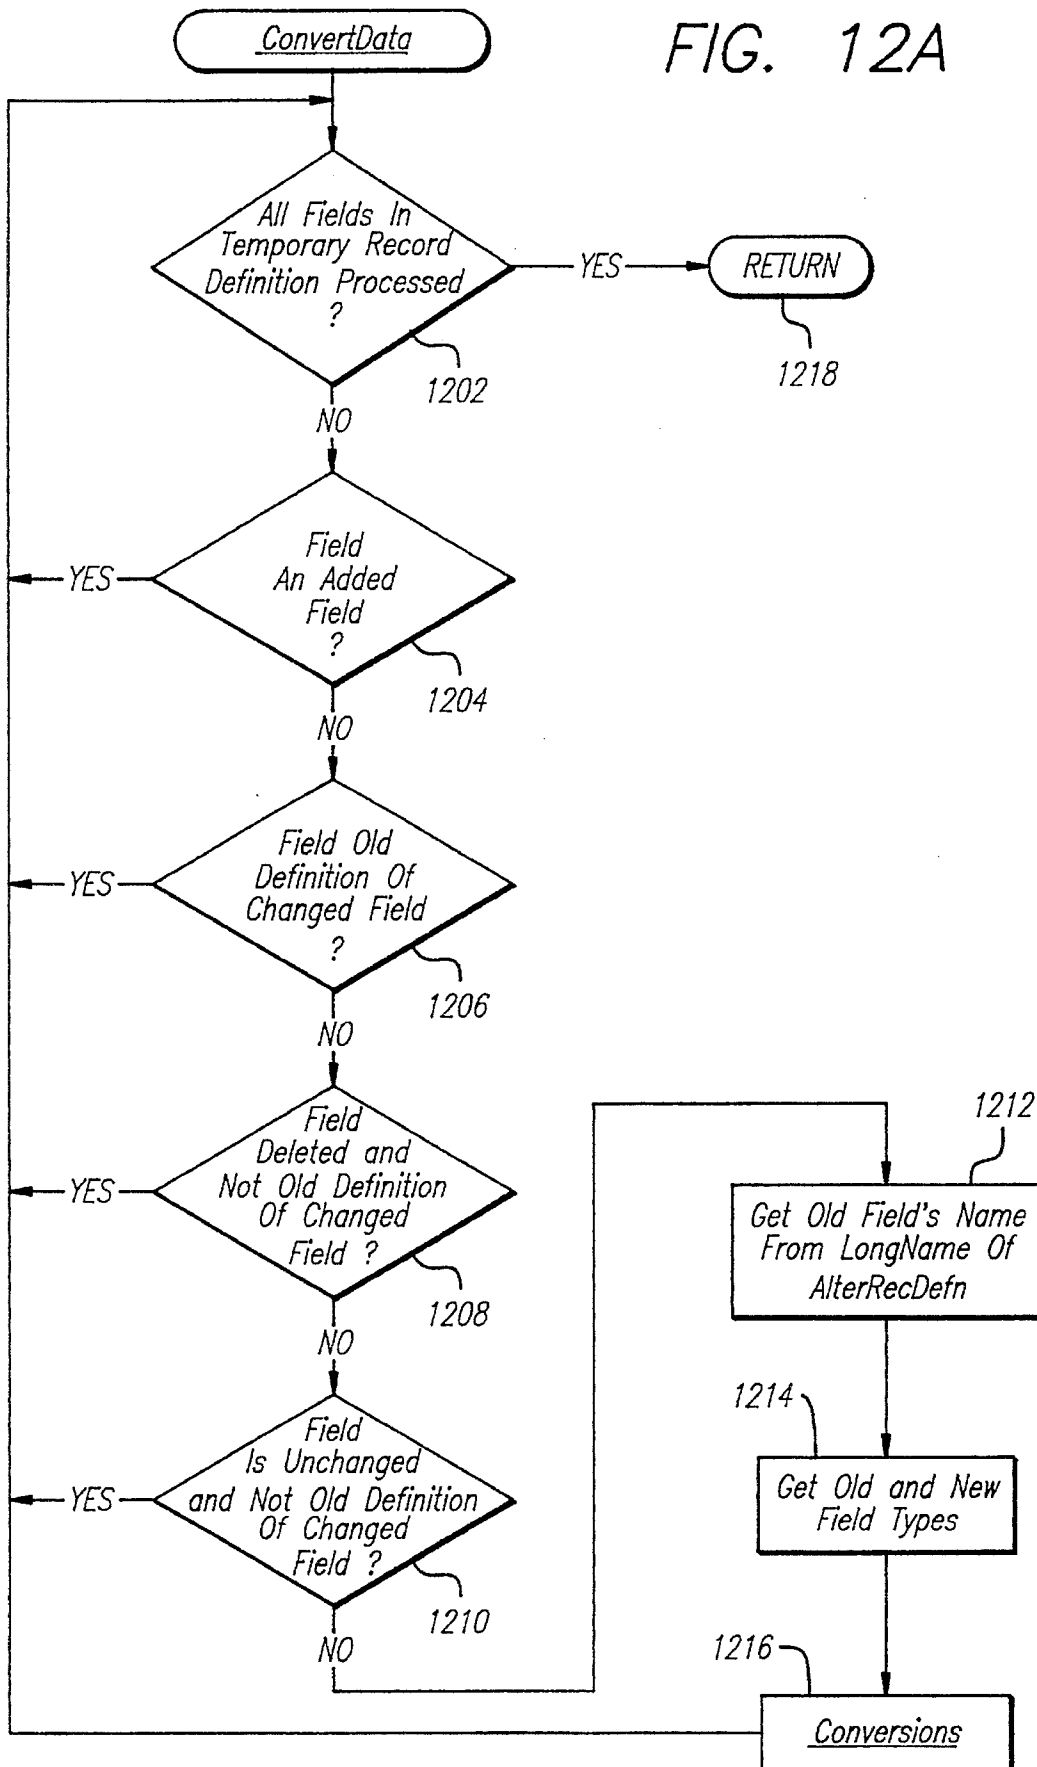 ConvertData
FIG. 12A
All Fields In
Temporary Record
Definition Processed
?
YES
RETURN
1218
1202
NO
Field
An Added
Field
?
YES
1204
NO
Field Old
Definition Of
Changed Field
?
YES
1206
NO
Field
Deleted and
Not Old Definition
Of Changed
Field ?
YES
1208
NO
Field
Is Unchanged
and Not Old Definition
Of Changed
Field ?
YES
1210
NO
1212
Get Old Field's Name
From LongName Of
AlterRecDefn
1214
Get Old and New
Field Types
1216
Conversions